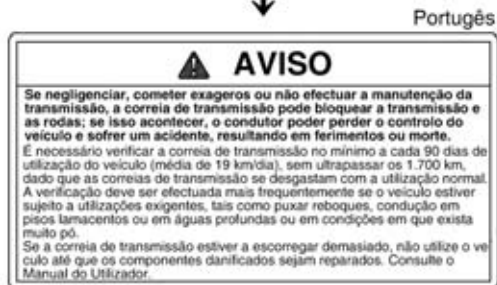 Portugês
AVISO
Se negligenciar, cometer exageros ou não efectuar a manutenção da
transmissão, a correia de transmissão pode bloquear a transmissão e
as rodas; se isso acontecer, o condutor poder perder o controlo do
veículo e sofrer um acidente, resultando em ferimentos ou morte.
É necessário verificar a correia de transmissão no mínimo a cada 90 dias de
utilização do veículo (média de 19 km/dia), sem ultrapassar os 1.700 km,
dado que as correias de transmissão se desgastam com a utilização normal.
A verificação deve ser efectuada mais frequentemente se o veículo estiver
sujeito a utilizações exigentes, tais como puxar reboques, condução em
pisos lamacentos ou em águas profundas ou em condições em que exista
muito pó.
Se a correia de transmissão estiver a escorregar demasiado, não utilize o ve
culo até que os componentes danificados sejam reparados. Consulte o
Manual do Utilizador.